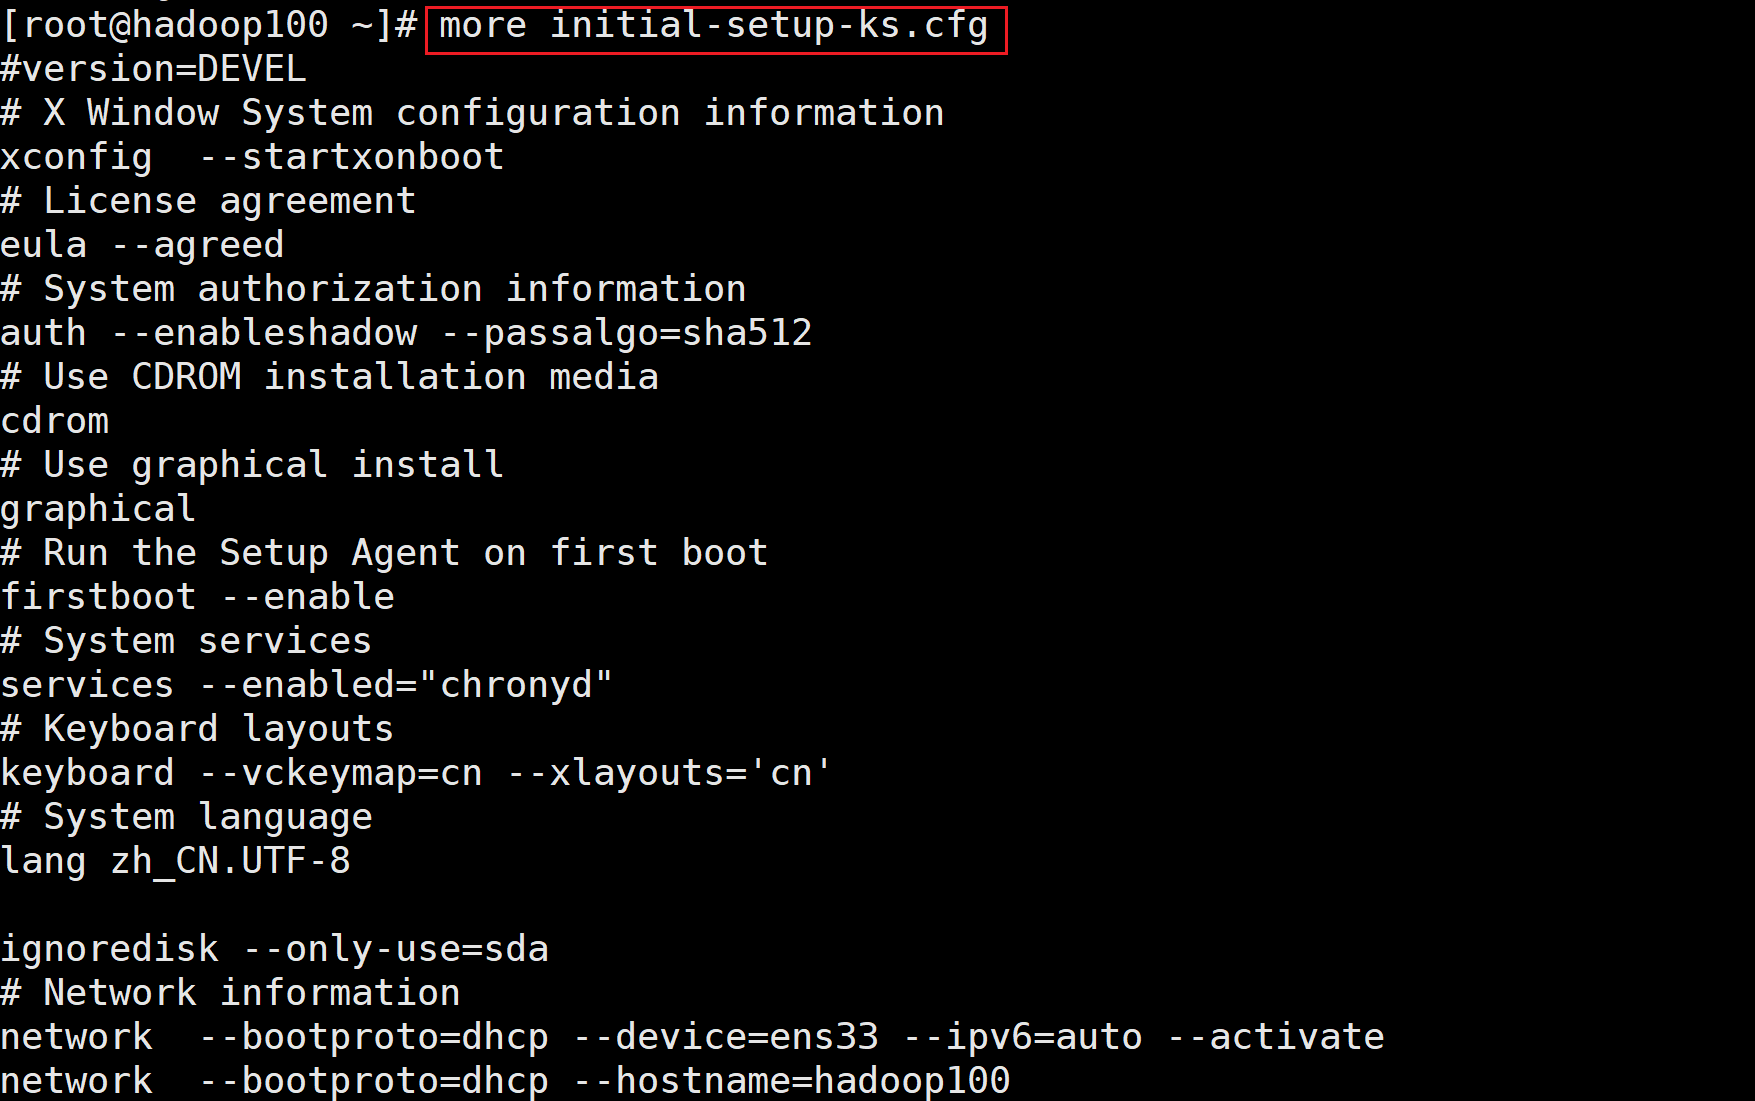 [root@hadoop100 ~]# more initial-setup-ks.cfg
#version=DEVEL
# X Window System configuration information
xconfig  --startxonboot
# License agreement
eula --agreed
# System authorization information
auth --enableshadow --passalgo=sha512
# Use CDROM installation media
cdrom
# Use graphical install
graphical
# Run the Setup Agent on first boot
firstboot --enable
# System services
services --enabled="chronyd"
# Keyboard layouts
keyboard --vckeymap=cn --xlayouts='cn'
# System language
lang zh_CN.UTF-8

ignoredisk --only-use=sda
# Network information
network  --bootproto=dhcp --device=ens33 --ipv6=auto --activate
network  --bootproto=dhcp --hostname=hadoop100